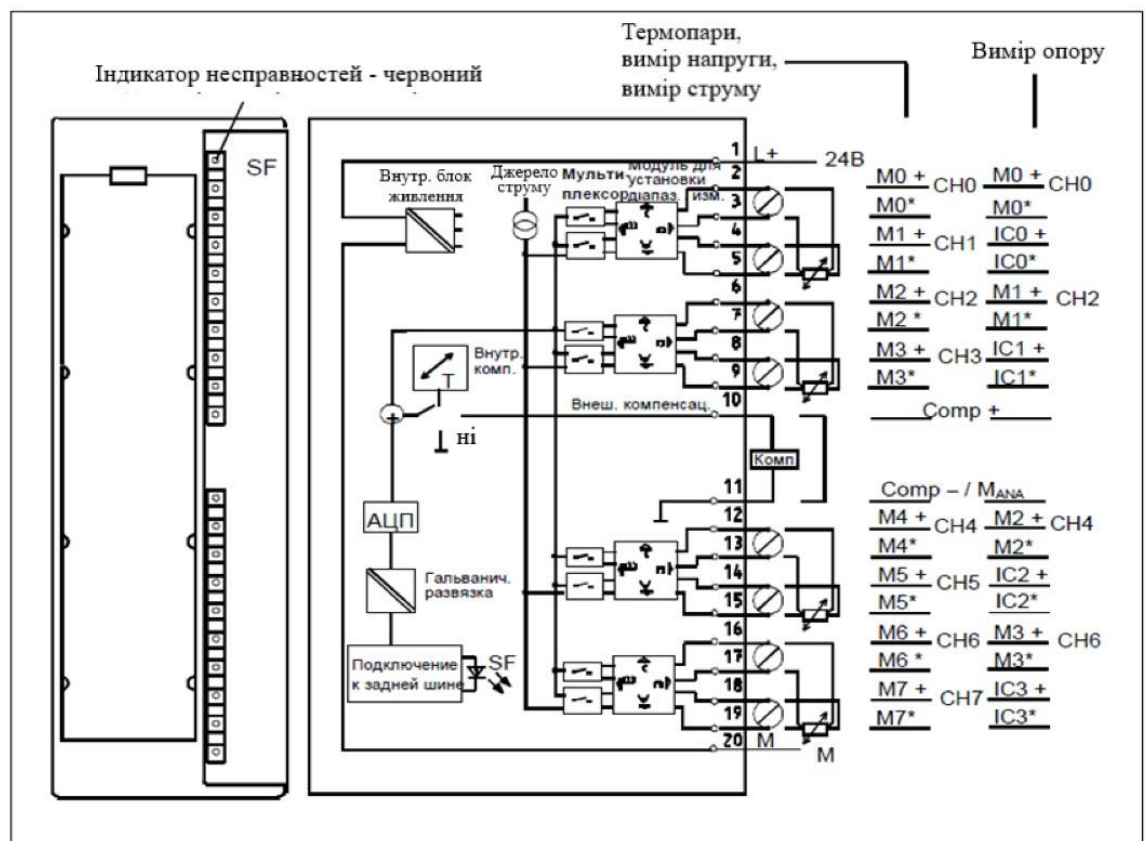 Індикатор несправностей - червоний
SF
Термопари,
вимір напруги,
вимір струму
Вимір опору
Внутр. блок
живлення
Джерело
струму
Мульти-
плексор
Модуль для
установки
діапаз. изм.
Внутр.
комп.
T
+
Внеш. компенсац.
ні
АЦП
Гальванич.
развязка
Подключение
к задней шине
SF
Комп
1
L+
24В
2
3
4
5
6
7
8
9
10
11
12
13
14
15
16
17
18
19
20
M
M
M0 + CH0 M0 + CH0
M0* M0*
M1 + CH1 IC0 +
M1* IC0*
M2 + CH2 M1 + CH2
M2 * M1*
M3 + CH3 IC1 +
M3* IC1*
Comp +
Comp – / MANA
M4 + CH4 M2 + CH4
M4* M2*
M5 + CH5 IC2 +
M5* IC2*
M6 + CH6 M3 + CH6
M6 * M3*
M7 + CH7 IC3 +
M7* IC3*